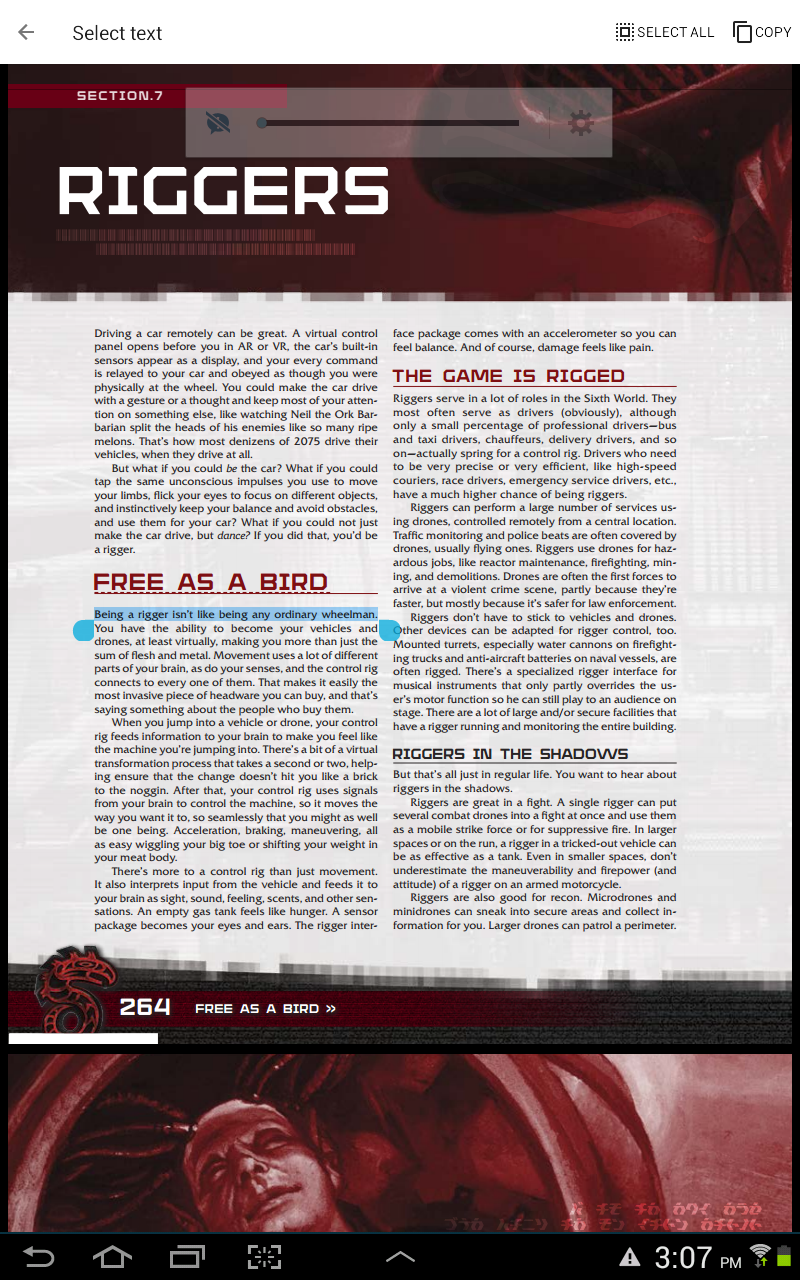 Select text
SELECT ALL
COPY
SECTION.7
RIGGERS
Driving a car remotely can be great. A virtual control
panel opens before you in AR or VR, the car's built-in
sensors appear as a display, and your every command
is relayed to your car and obeyed as though you were
physically at the wheel. You could make the car drive
with a gesture or a thought and keep most of your atten-
tion on something else, like watching Neil the Ork Bar-
barian split the heads of his enemies like so many ripe
melons. That's how most denizens of 2075 drive their
vehicles, when they drive at all.
But what if you could be the car? What if you could
tap the same unconscious impulses you use to move
your limbs, flick your eyes to focus on different objects,
and instinctively keep your balance and avoid obstacles,
and use them for your car? What if you could not just
make the car drive, but dance? If you did that, you'd be
a rigger.
FREE AS A BIRD
Being a rigger isn't like being any ordinary wheelman.
You have the ability to become your vehicles and
drones, at least virtually, making you more than just the
sum of flesh and metal. Movement uses a lot of different
parts of your brain, as do your senses, and the control rig
connects to every one of them. That makes it easily the
most invasive piece of headware you can buy, and that's
saying something about the people who buy them.
When you jump into a vehicle or drone, your control
rig feeds information to your brain to make you feel like
the machine you're jumping into. There's a bit of a virtual
transformation process that takes a second or two, help-
ing ensure that the change doesn't hit you like a brick
to the noggin. After that, your control rig uses signals
from your brain to control the machine, so it moves the
way you want it to, so seamlessly that you might as well
be one being. Acceleration, braking, maneuvering, all
as easy wiggling your big toe or shifting your weight in
your meat body.
There's more to a control rig than just movement.
It also interprets input from the vehicle and feeds it to
your brain as sight, sound, feeling, scents, and other sen-
sations. An empty gas tank feels like hunger. A sensor
package becomes your eyes and ears. The rigger inter-
face package comes with an accelerometer so you can
feel balance. And of course, damage feels like pain.
THE GAME IS RIGGED
Riggers serve in a lot of roles in the Sixth World. They
most often serve as drivers (obviously), although
only a small percentage of professional drivers—bus
and taxi drivers, chauffeurs, delivery drivers, and so
on—actually spring for a control rig. Drivers who need
to be very precise or very efficient, like high-speed
couriers, race drivers, emergency service drivers, etc.,
have a much higher chance of being riggers.
Riggers can perform a large number of services us-
ing drones, controlled remotely from a central location.
Traffic monitoring and police beats are often covered by
drones, usually flying ones. Riggers use drones for haz-
ardous jobs, like reactor maintenance, firefighting, min-
ing, and demolitions. Drones are often the first forces to
arrive at a violent crime scene, partly because they're
faster, but mostly because it's safer for law enforcement.
Riggers don't have to stick to vehicles and drones.
Other devices can be adapted for rigger control, too.
Mounted turrets, especially water cannons on firefight-
ing trucks and anti-aircraft batteries on naval vessels, are
often rigged. There's a specialized rigger interface for
musical instruments that only partly overrides the us-
er's motor function so he can still play to an audience on
stage. There are a lot of large and/or secure facilities that
have a rigger running and monitoring the entire building.
RIGGERS IN THE SHADOWS
But that's all just in regular life. You want to hear about
riggers in the shadows.
Riggers are great in a fight. A single rigger can put
several combat drones into a fight at once and use them
as a mobile strike force or for suppressive fire. In larger
spaces or on the run, a rigger in a tricked-out vehicle can
be as effective as a tank. Even in smaller spaces, don't
underestimate the maneuverability and firepower (and
attitude) of a rigger on an armed motorcycle.
Riggers are also good for recon. Microdrones and
minidrones can sneak into secure areas and collect in-
formation for you. Larger drones can patrol a perimeter.
264 FREE AS A BIRD »
3:07 PM